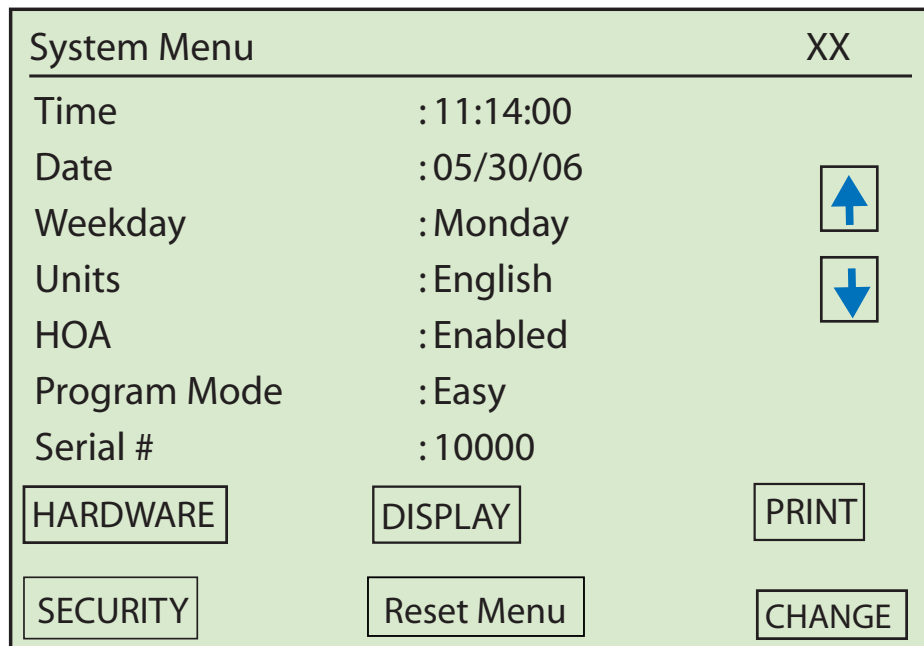 System Menu XX
Time : 11:14:00
Date : 05/30/06
Weekday : Monday
Units : English
HOA : Enabled
Program Mode : Easy
Serial # : 10000
HARDWARE DISPLAY PRINT
SECURITY Reset Menu CHANGE